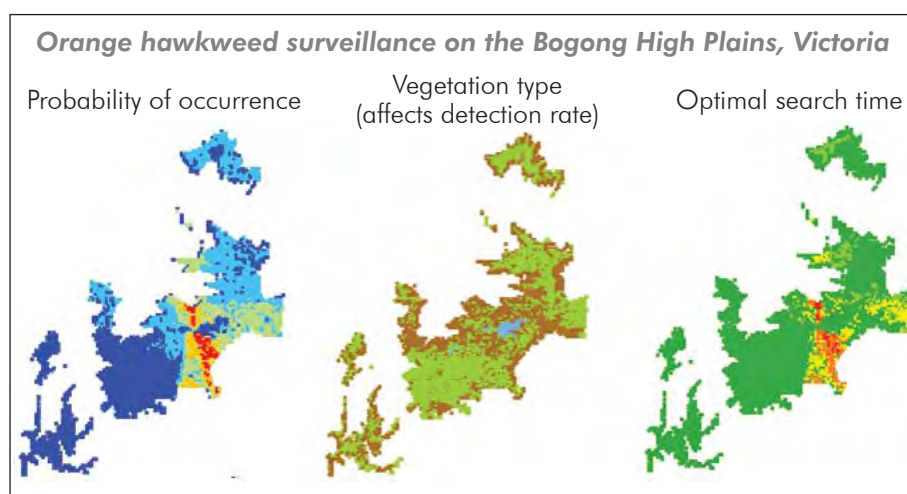 Orange hawkweed surveillance on the Bogong High Plains, Victoria
Probability of occurrence
Vegetation type
(affects detection rate)
Optimal search time